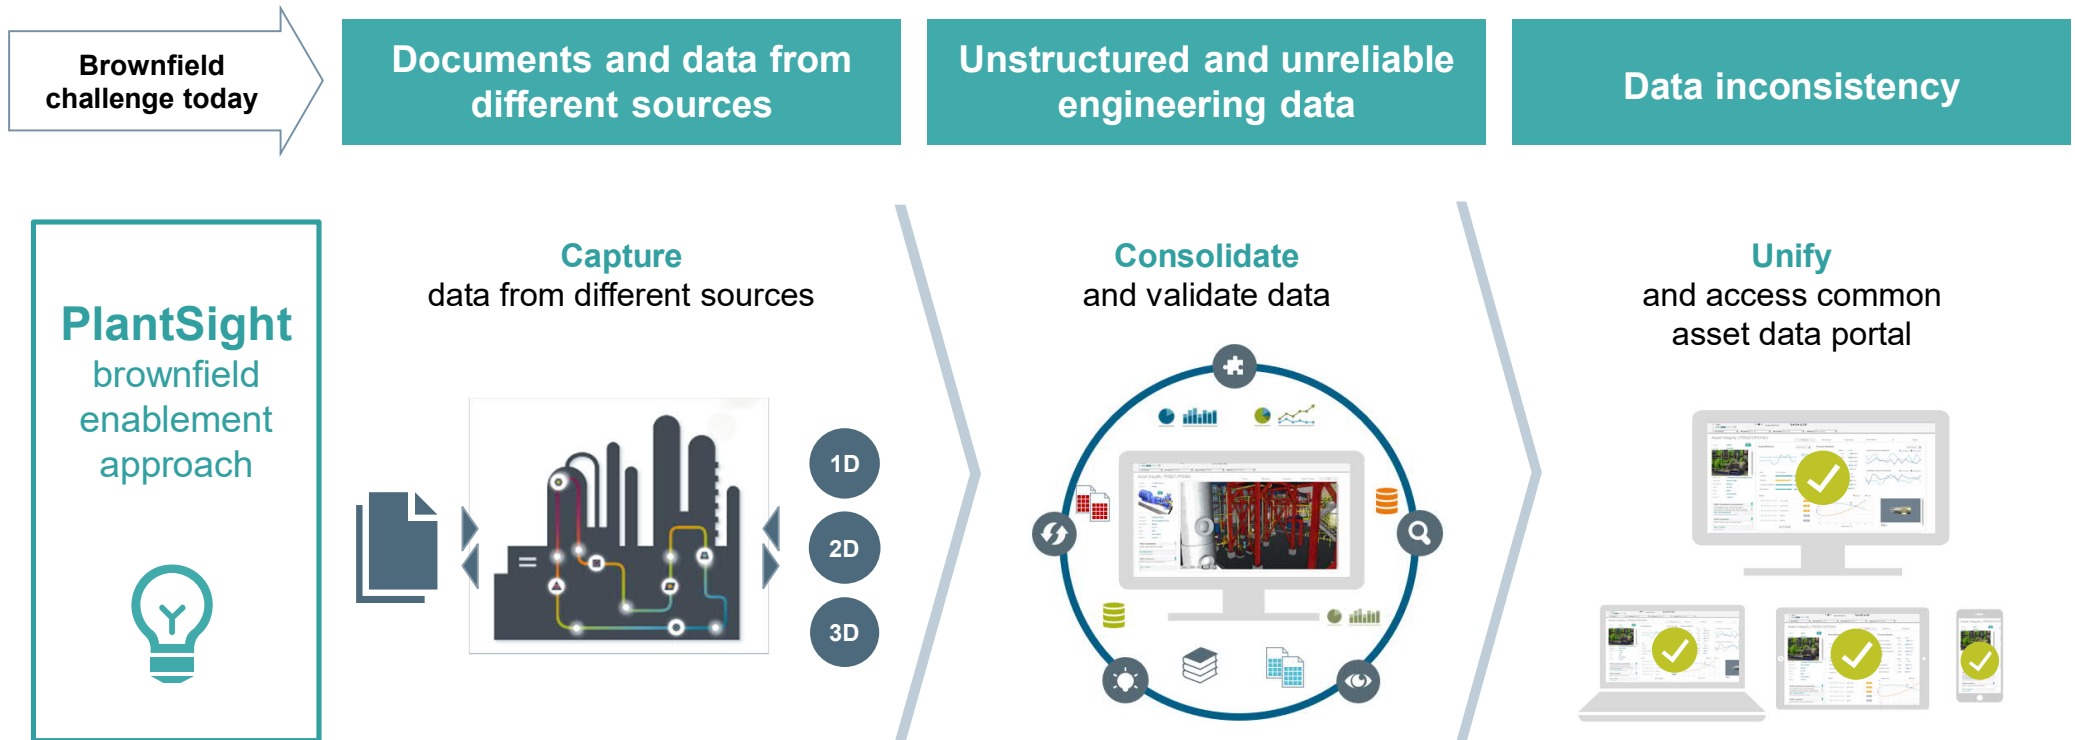 Brownfield
challenge today
Documents and data from
different sources
Unstructured and unreliable
engineering data
Data inconsistency
PlantSight
brownfield
enablement
approach
Capture
data from different sources
1D
2D
3D
Consolidate
and validate data
Unify
and access common
asset data portal